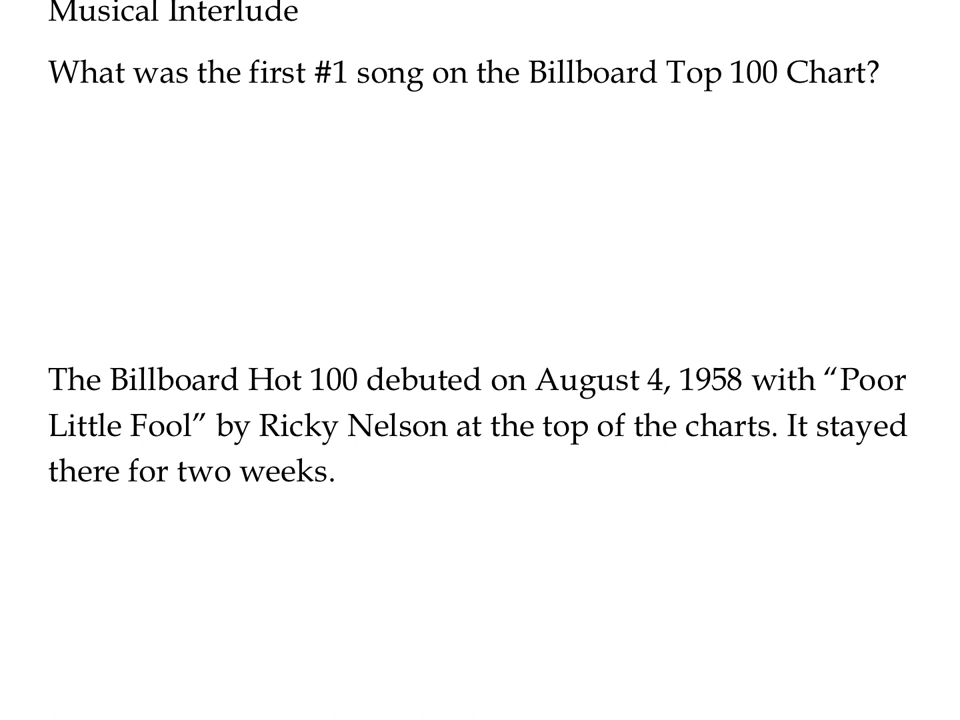 Musical Interlude
What was the first #1 song on the Billboard Top 100 Chart?
The Billboard Hot 100 debuted on August 4, 1958 with “Poor
Little Fool” by Ricky Nelson at the top of the charts. It stayed
there for two weeks.